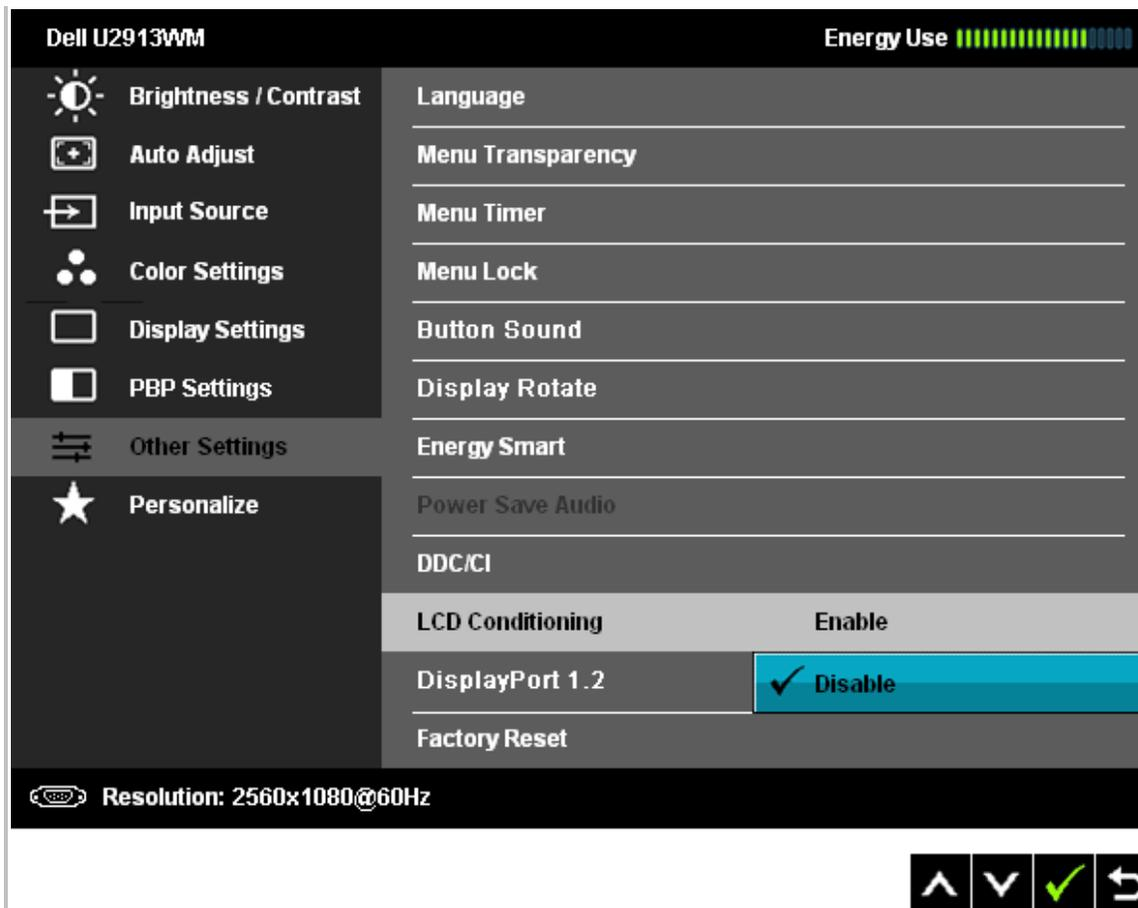 Dell U2913WM
Energy Use
Brightness / Contrast
Auto Adjust
Input Source
Color Settings
Display Settings
PBP Settings
Other Settings
Personalize
Language
Menu Transparency
Menu Timer
Menu Lock
Button Sound
Display Rotate
Energy Smart
Power Save Audio
DDC/CI
LCD Conditioning
Enable
DisplayPort 1.2
Disable
Factory Reset
Resolution: 2560x1080@60Hz